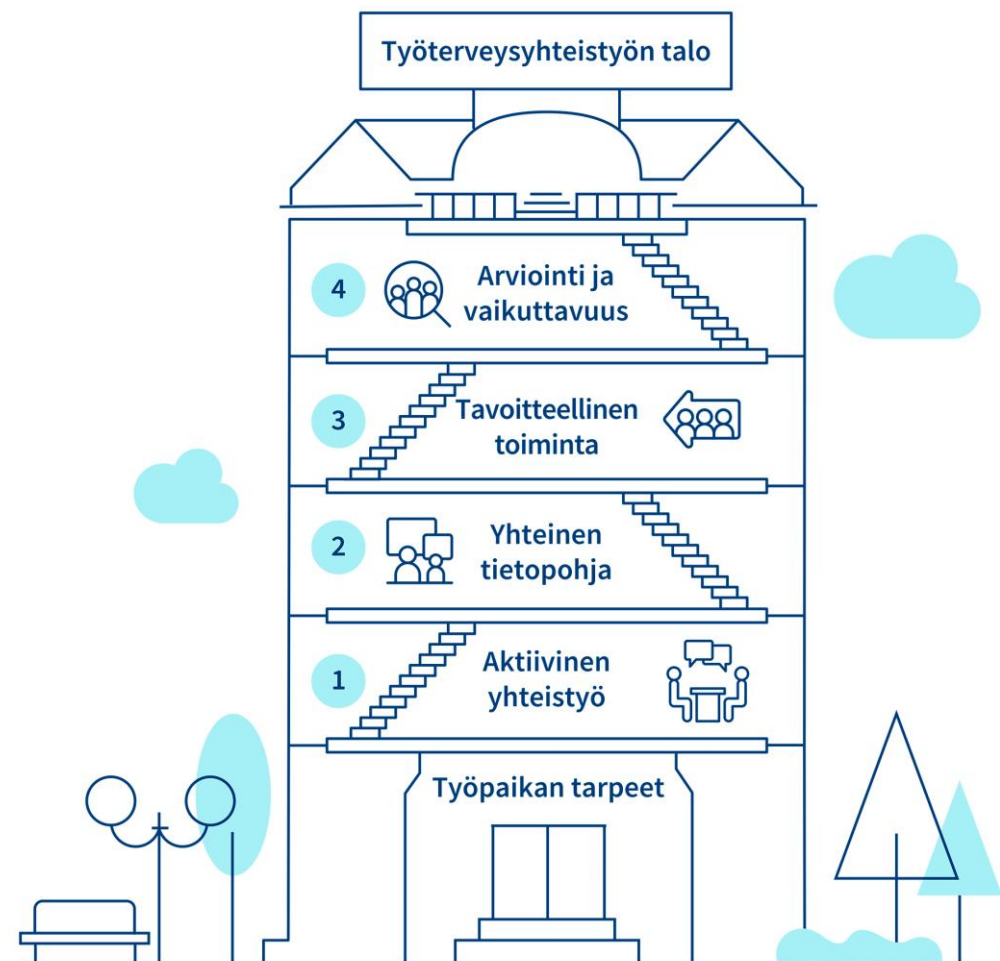 Työterveysyhteistyön talo
4
Arviointi ja
vaikuttavuus
3
Tavoitteellinen
toiminta
2
Yhteinen
tietopohja
1
Aktiivinen
yhteistyö
Työpaikan tarpeet